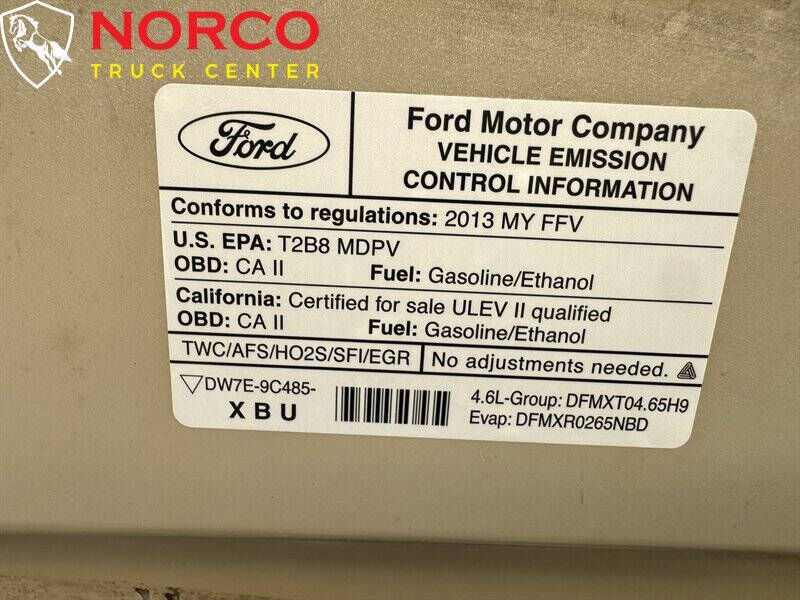 NORCO
TRUCK CENTER
Ford
Ford Motor Company
VEHICLE EMISSION
CONTROL INFORMATION
Conforms to regulations: 2013 MY FFV
U.S. EPA: T2B8 MDPV
OBD: CA II Fuel: Gasoline/Ethanol
California: Certified for sale ULEV II qualified
OBD: CA II Fuel: Gasoline/Ethanol
TWC/AFS/HO2S/SFI/EGR No adjustments needed.
DW7E-9C485-
XBU
4.6L-Group: DFMXT04.65H9
Evap: DFMXR0265NBD